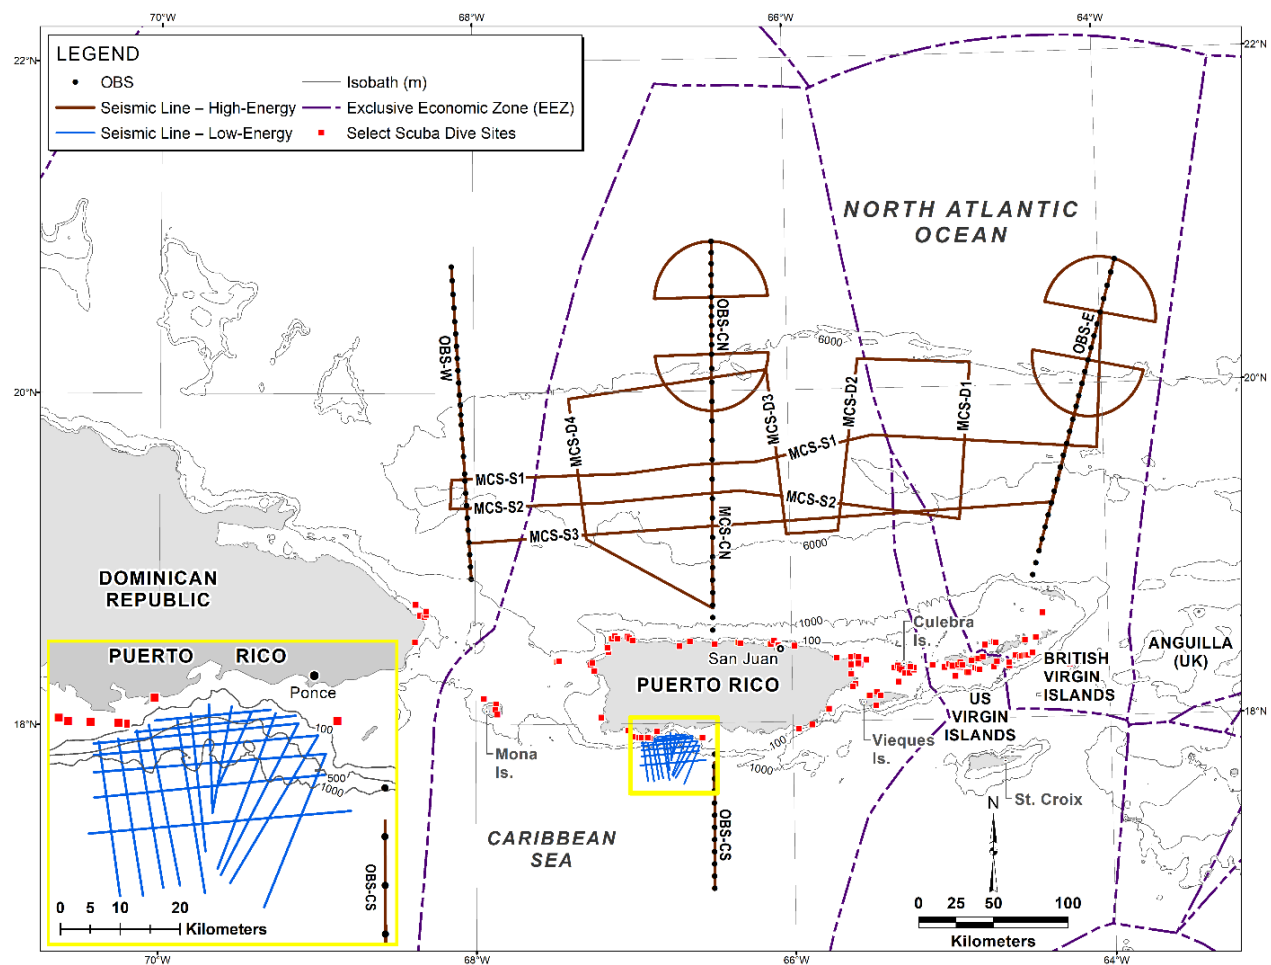 70°W
68°W
66°W
64°W
LEGEND
OBS
Isobath (m)
Seismic Line – High-Energy
Exclusive Economic Zone (EEZ)
Seismic Line – Low-Energy
Select Scuba Dive Sites
22°N
22°N
NORTH ATLANTIC
OCEAN
OBS-W
OBS-CN
OBS-E
6000
20°N
20°N
MCS-D4
MCS-D3
MCS-D2
MCS-D1
MCS-S1
MCS-S1
MCS-S2
MCS-S2
MCS-S3
MCS-CN
6000
DOMINICAN
REPUBLIC
1000
100
Culebra
Is.
San Juan
PUERTO RICO
BRITISH
VIRGIN
ISLANDS
ANGUILLA
(UK)
US
VIRGIN
ISLANDS
18°N
18°N
Mona
Is.
100
1000
Vieques
Is.
St. Croix
CARIBBEAN
SEA
OBS-CS
N
0 25 50 100
Kilometers
PUERTO RICO
Ponce
100
500
1000
OBS-CS
0 5 10 20
Kilometers
70°W
68°W
66°W
64°W